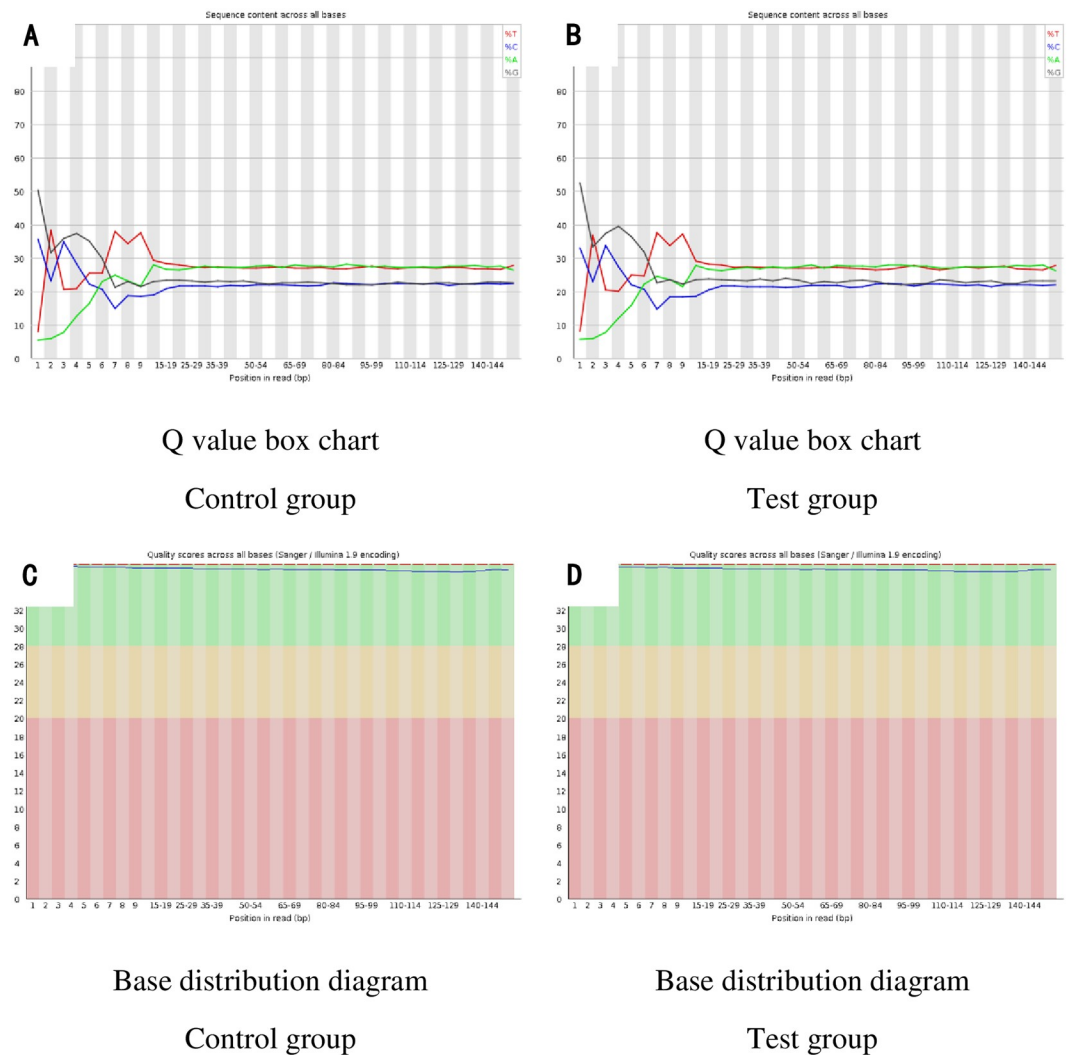 A
Sequence content across all bases
%T
%C
%A
%G
80
70
60
50
40
30
20
10
0
1 2 3 4 5 6 7 8 9 15-19 25-29 35-39 50-54 65-69 80-84 95-99 110-114 125-129 140-144
Position in read (bp)
B
Sequence content across all bases
%T
%C
%A
%G
80
70
60
50
40
30
20
10
0
1 2 3 4 5 6 7 8 9 15-19 25-29 35-39 50-54 65-69 80-84 95-99 110-114 125-129 140-144
Position in read (bp)
Q value box chart
Control group
Q value box chart
Test group
C
Quality scores across all bases (Sanger / Illumina 1.9 encoding)
32
28
28
26
24
22
20
18
16
14
12
10
8
6
4
2
0
1 2 3 4 5 6 7 8 9 15-19 25-29 35-39 50-54 65-69 80-84 95-99 110-114 125-129 140-144
Position in read (bp)
D
Quality scores across all bases (Sanger / Illumina 1.9 encoding)
32
28
28
26
24
22
20
18
16
14
12
10
8
6
4
2
0
1 2 3 4 5 6 7 8 9 15-19 25-29 35-39 50-54 65-69 80-84 95-99 110-114 125-129 140-144
Position in read (bp)
Base distribution diagram
Control group
Base distribution diagram
Test group